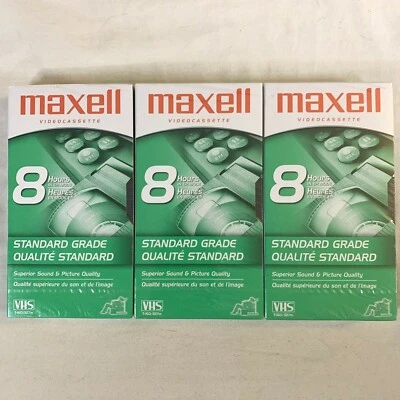 maxell
VIDEOCASSETTE
8 Hours
Heures
STANDARD GRADE
QUALITÉ STANDARD
Superior Sound & Picture Quality
Qualité supérieure du son et de l'image
VHS
maxell
VIDEOCASSETTE
8 Hours
Heures
STANDARD GRADE
QUALITÉ STANDARD
Superior Sound & Picture Quality
Qualité supérieure du son et de l'image
VHS
maxell
VIDEOCASSETTE
8 Hours
Heures
STANDARD GRADE
QUALITÉ STANDARD
Superior Sound & Picture Quality
Qualité supérieure du son et de l'image
VHS